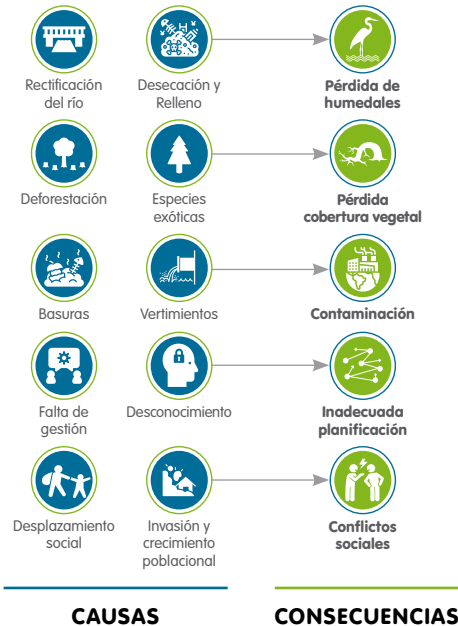 Rectificación
del río
Desecación y
Relleno
Pérdida de
humedales
Deforestación
Especies
exóticas
Pérdida
cobertura vegetal
Basuras
Vertimientos
Contaminación
Falta de
gestión
Desconocimiento
Inadecuada
planificación
Desplazamiento
social
Invasión y
crecimiento
poblacional
Conflictos
sociales
CAUSAS
CONSECUENCIAS